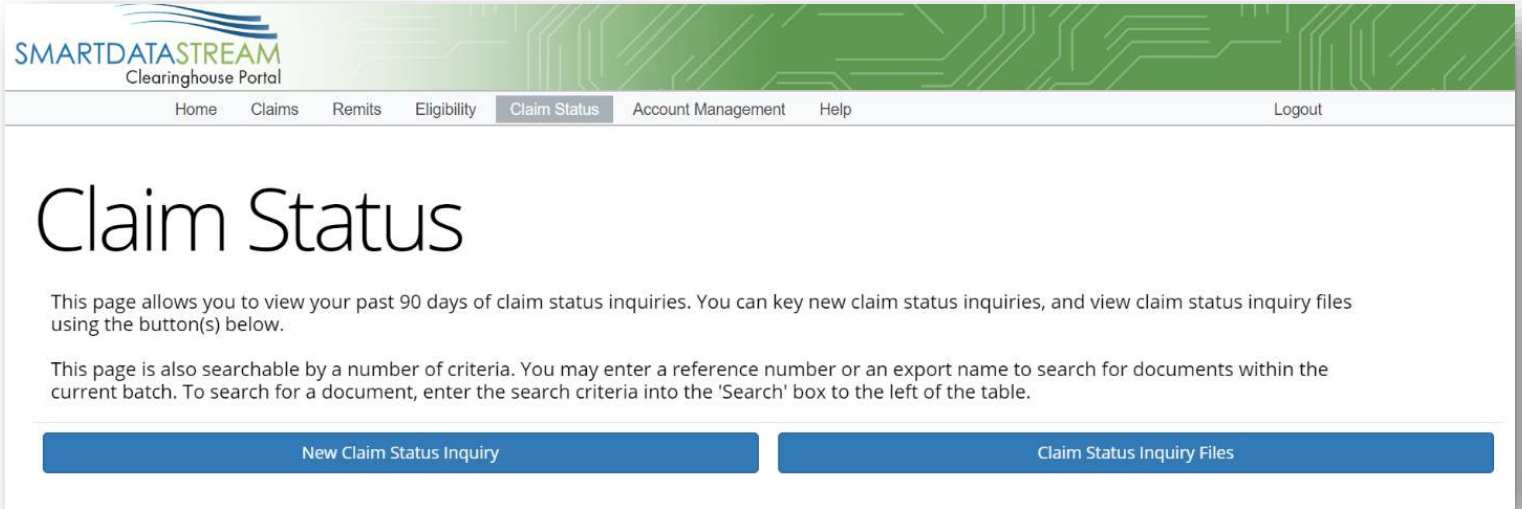 SMARTDATASTREAM
Clearinghouse Portal
Home Claims Remits Eligibility Claim Status Account Management Help Logout
Claim Status
This page allows you to view your past 90 days of claim status inquiries. You can key new claim status inquiries, and view claim status inquiry files
using the button(s) below.
This page is also searchable by a number of criteria. You may enter a reference number or an export name to search for documents within the
current batch. To search for a document, enter the search criteria into the 'Search' box to the left of the table.
New Claim Status Inquiry Claim Status Inquiry Files